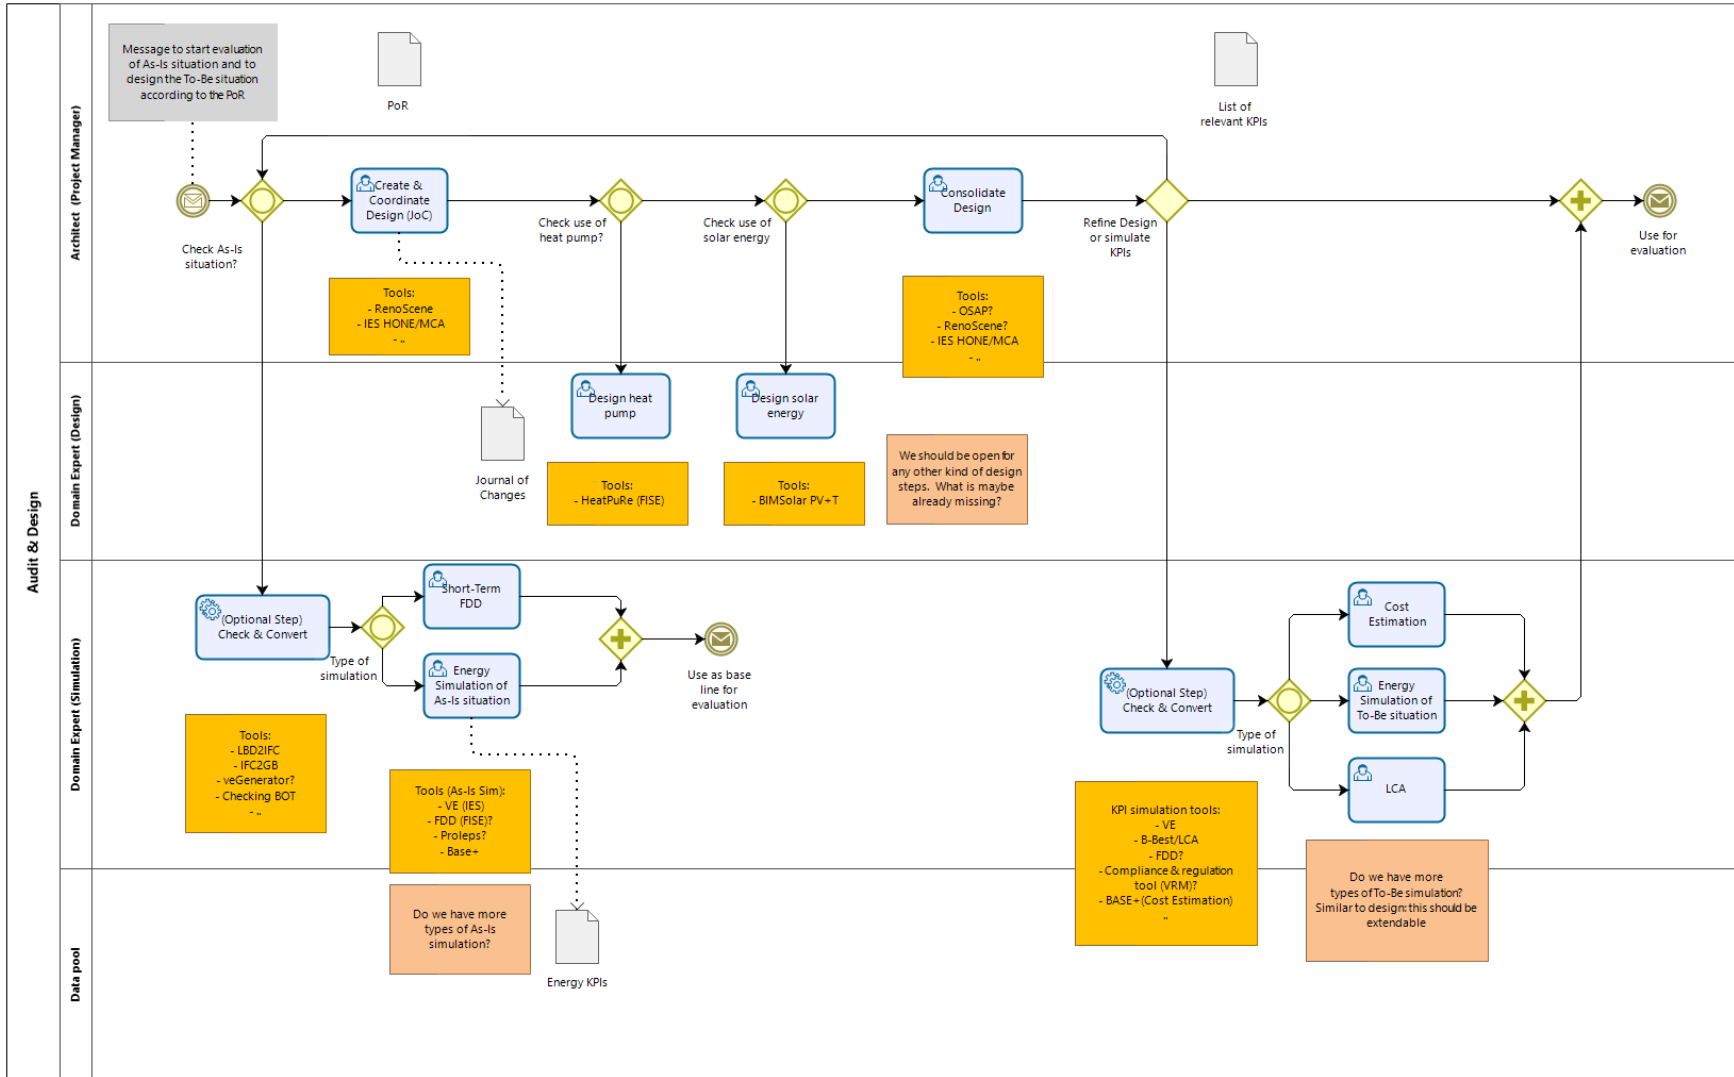 Audit & Design
Architect  (Project Manager)
Message to start evaluation
of As-Is situation and to
design the To-Be situation
according to the PoR
PoR
List of
relevant KPIs
Check As-Is
situation?
Create &
Coordinate
Design (JoC)
Check use of
heat pump?
Check use of
solar energy
Consolidate
Design
Refine Design
or simulate
KPIs
Use for
evaluation
Tools:
- RenoScene
- IES HONE/MCA
- ..
Tools:
- OSAP?
- RenoScene?
- IES HONE/MCA
- ..
Domain Expert (Design)
Journal of
Changes
Design heat
pump
Design solar
energy
Tools:
- HeatPuRe (FISE)
Tools:
- BIMSolar PV+T
We should be open for
any other kind of design
steps.  What is maybe
already missing?
Domain Expert (Simulation)
(Optional Step)
Check & Convert
Type of
simulation
Short-Term
FDD
Energy
Simulation of
As-Is situation
Use as base
line for
evaluation
Tools:
- LBD2IFC
- IFC2GB
- veGenerator?
- Checking BOT
- ..
Tools (As-Is Sim):
- VE (IES)
- FDD (FISE)?
- Proleps?
- Base+
(Optional Step)
Check & Convert
Type of
simulation
Cost
Estimation
Energy
Simulation of
To-Be situation
LCA
KPI simulation tools:
- VE
- B-Best/LCA
- FDD?
- Compliance & regulation
tool (VRM)?
- BASE+(Cost Estimation)
..
Do we have more
types of To-Be simulation?
Similar to design: this should be
extendable
Data pool
Do we have more
types of As-Is
simulation?
Energy KPIs